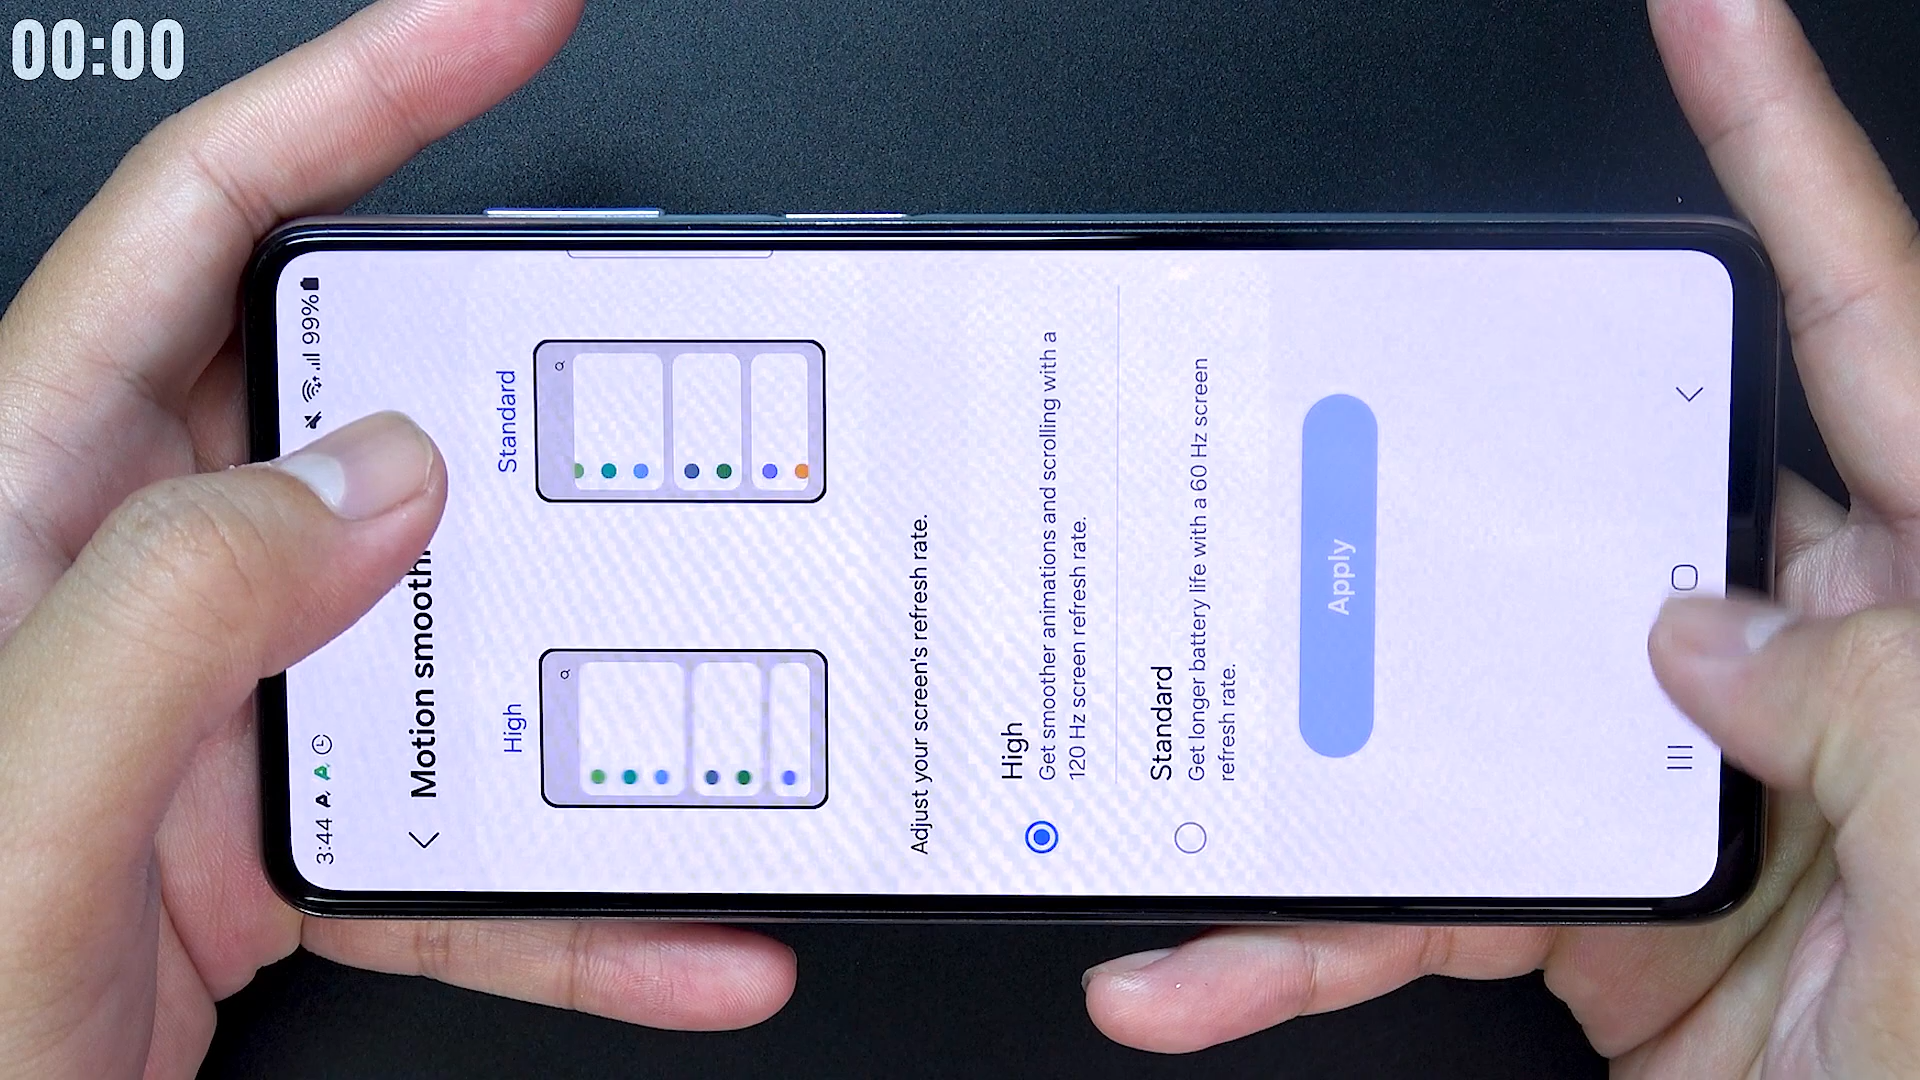 00:00
3:44
99%
Motion smoothn
High
Standard
Adjust your screen's refresh rate.
High
Get smoother animations and scrolling with a
120 Hz screen refresh rate.
Standard
Get longer battery life with a 60 Hz screen
refresh rate.
Apply